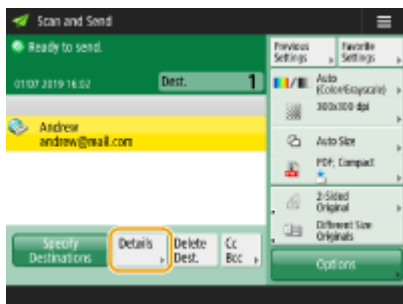 Scan and Send
Ready to send.
Previous Settings
Favorite Settings
01/07 2019 16:02
Dest. 1
Auto (Color/Grayscale)
300x300 dpi
Andrew
andrew@mail.com
Auto Size
PDF, Compact
2-Sided Original
Different Size Originals
Specify Destinations
Details
Delete Dest.
Cc Bcc
Options